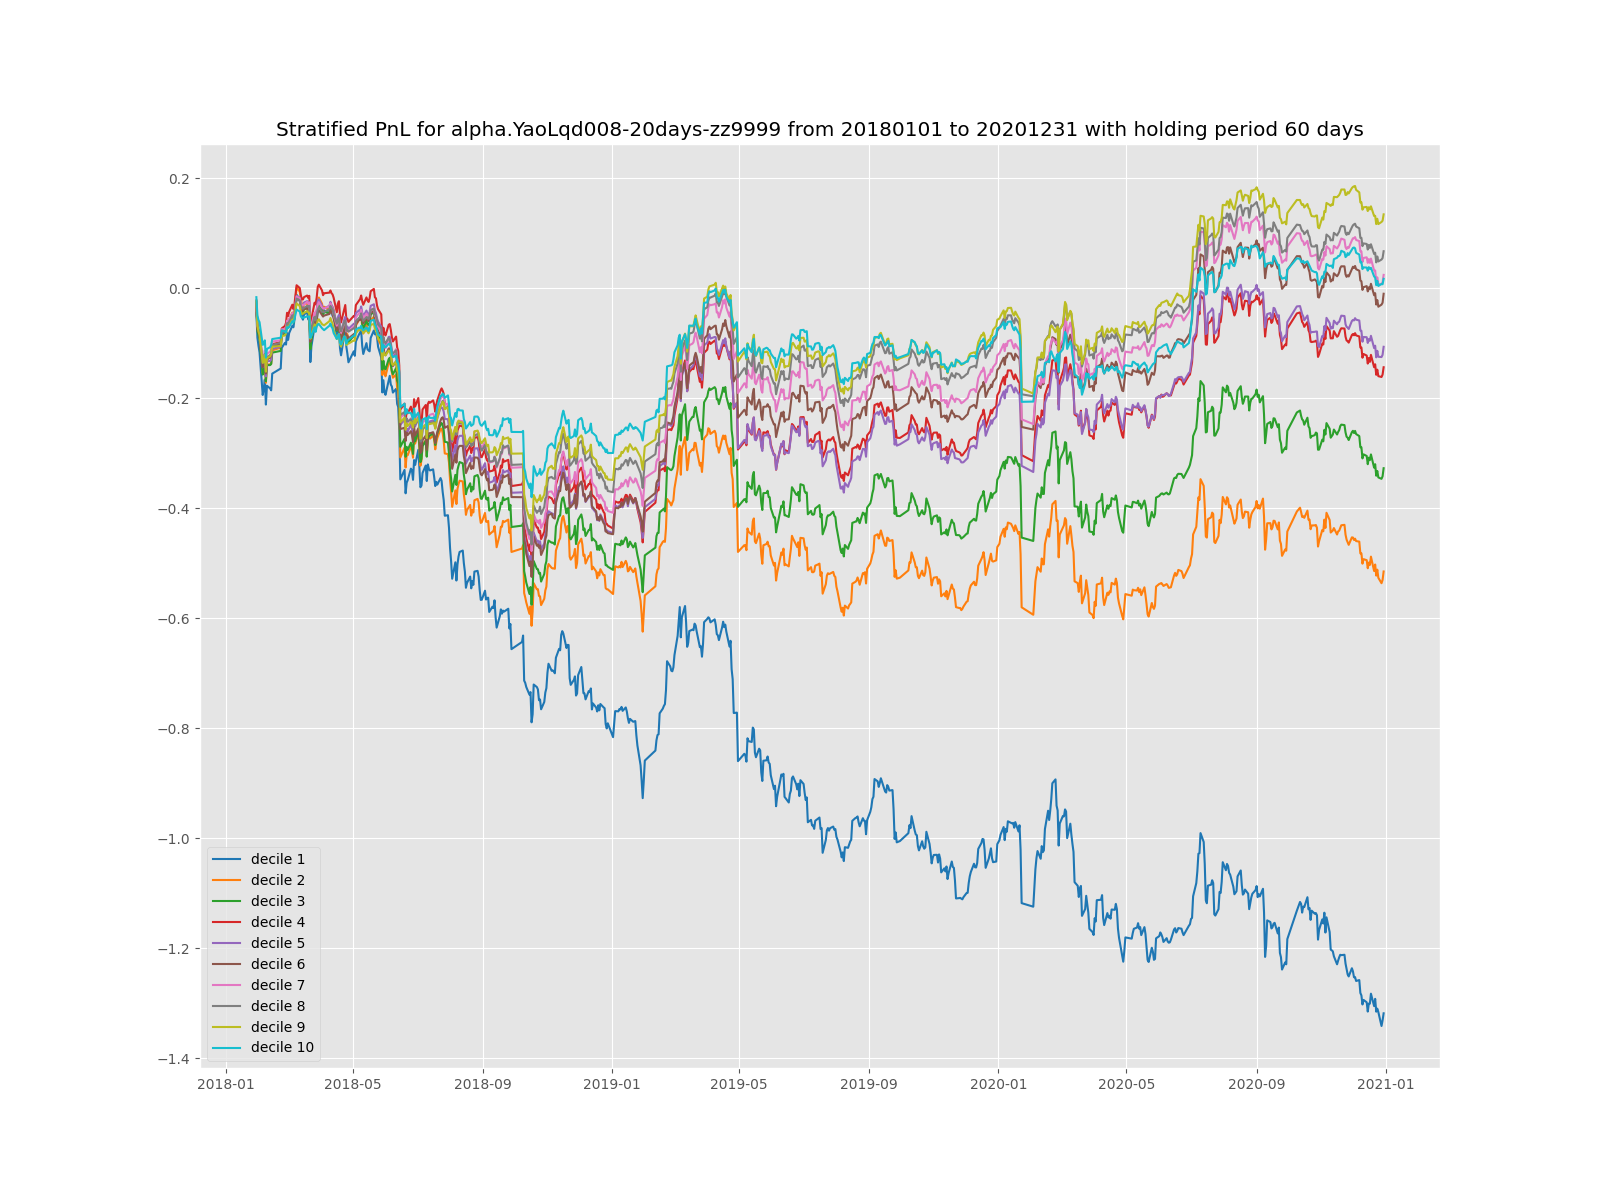 Stratified PnL for alpha.YaoLqd008-20days-zz9999 from 20180101 to 20201231 with holding period 60 days
0.2
0.0
−0.2
−0.4
−0.6
−0.8
−1.0
−1.2
−1.4
decile 1
decile 2
decile 3
decile 4
decile 5
decile 6
decile 7
decile 8
decile 9
decile 10
2018-01 2018-05 2018-09 2019-01 2019-05 2019-09 2020-01 2020-05 2020-09 2021-01